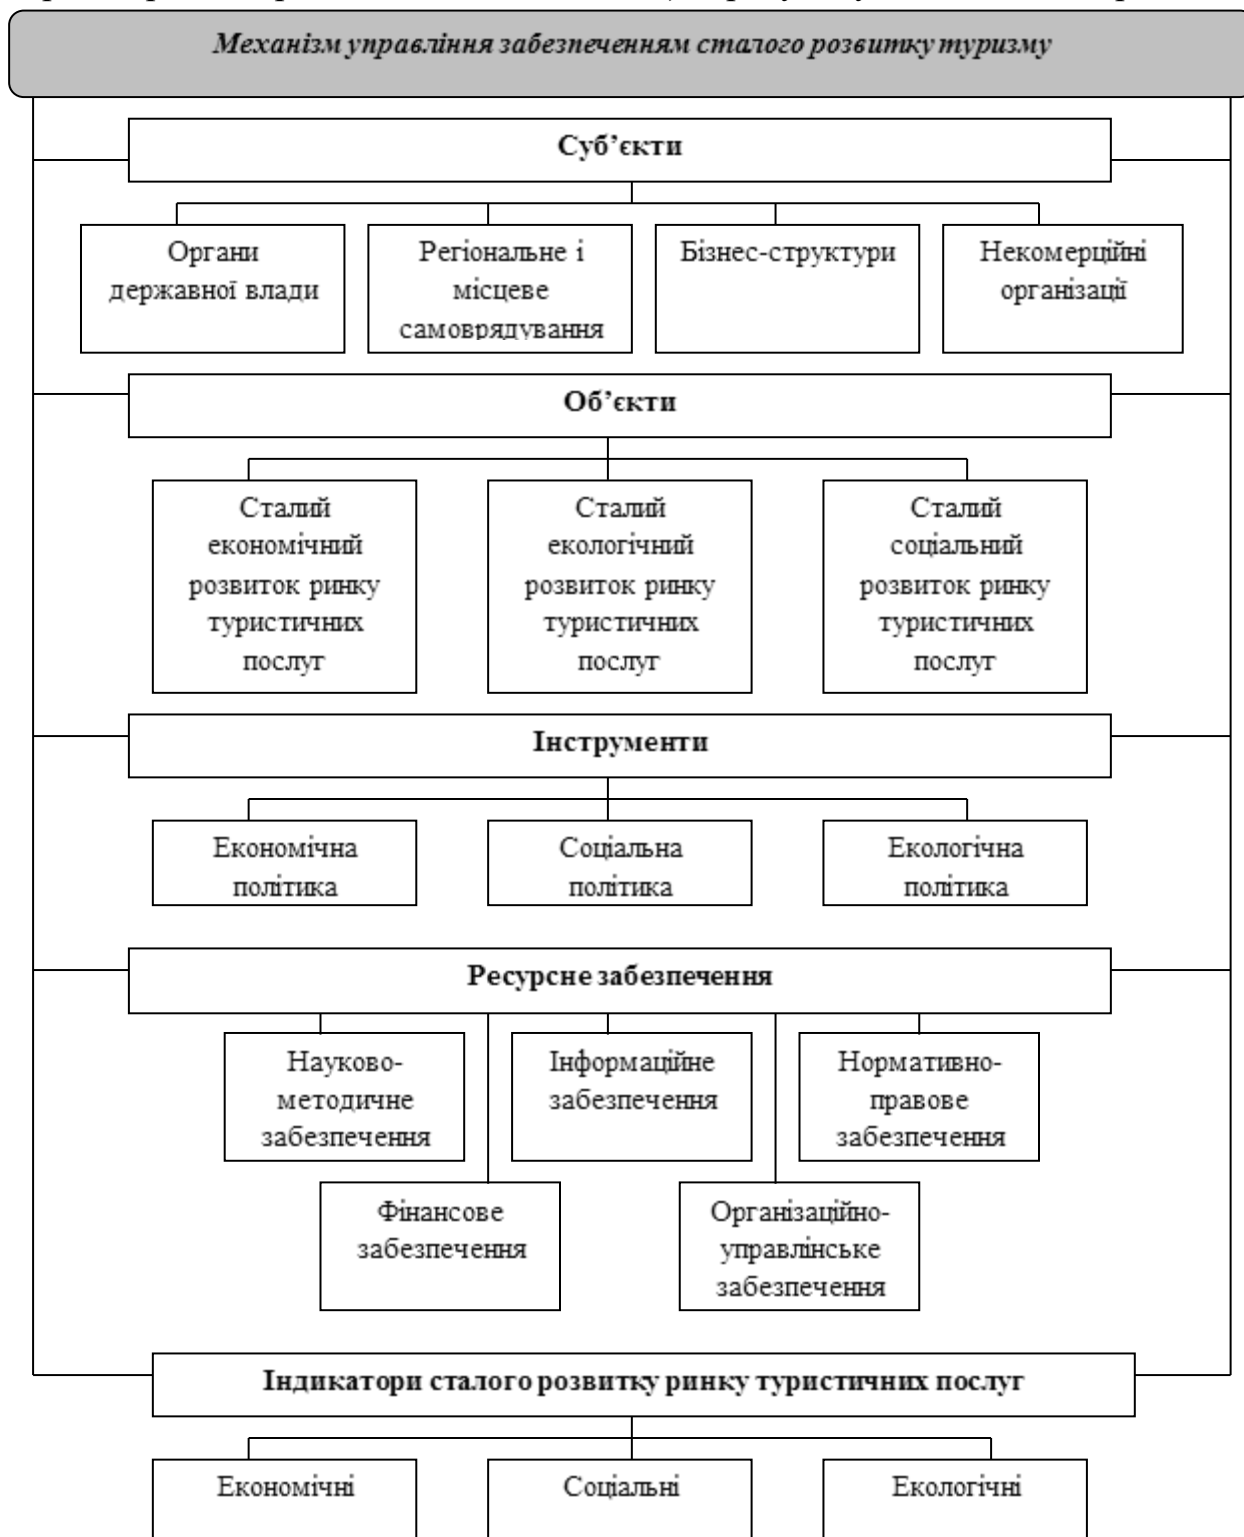 Механізм управління забезпеченням сталого розвитку туризму
Суб’єкти
Органи
державної влади
Регіональне і
місцеве
самоврядування
Бізнес-структури
Некомерційні
організації
Об’єкти
Сталий
економічний
розвиток ринку
туристичних
послуг
Сталий
екологічний
розвиток ринку
туристичних
послуг
Сталий
соціальний
розвиток ринку
туристичних
послуг
Інструменти
Економічна
політика
Соціальна
політика
Екологічна
політика
Ресурсне забезпечення
Науково-
методичне
забезпечення
Інформаційне
забезпечення
Нормативно-
правове
забезпечення
Фінансове
забезпечення
Організаційно-
управлінське
забезпечення
Індикатори сталого розвитку ринку туристичних послуг
Економічні
Соціальні
Екологічні